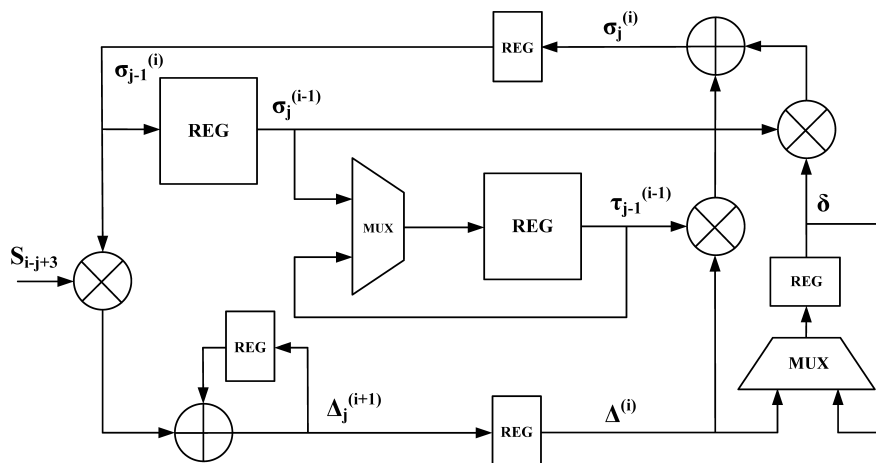 REG
σj^(i)
σj-1^(i)
REG
σj^(i-1)
MUX
REG
τj-1^(i-1)
δ
Si-j+3
REG
REG
MUX
Δj^(i+1)
REG
Δ^(i)